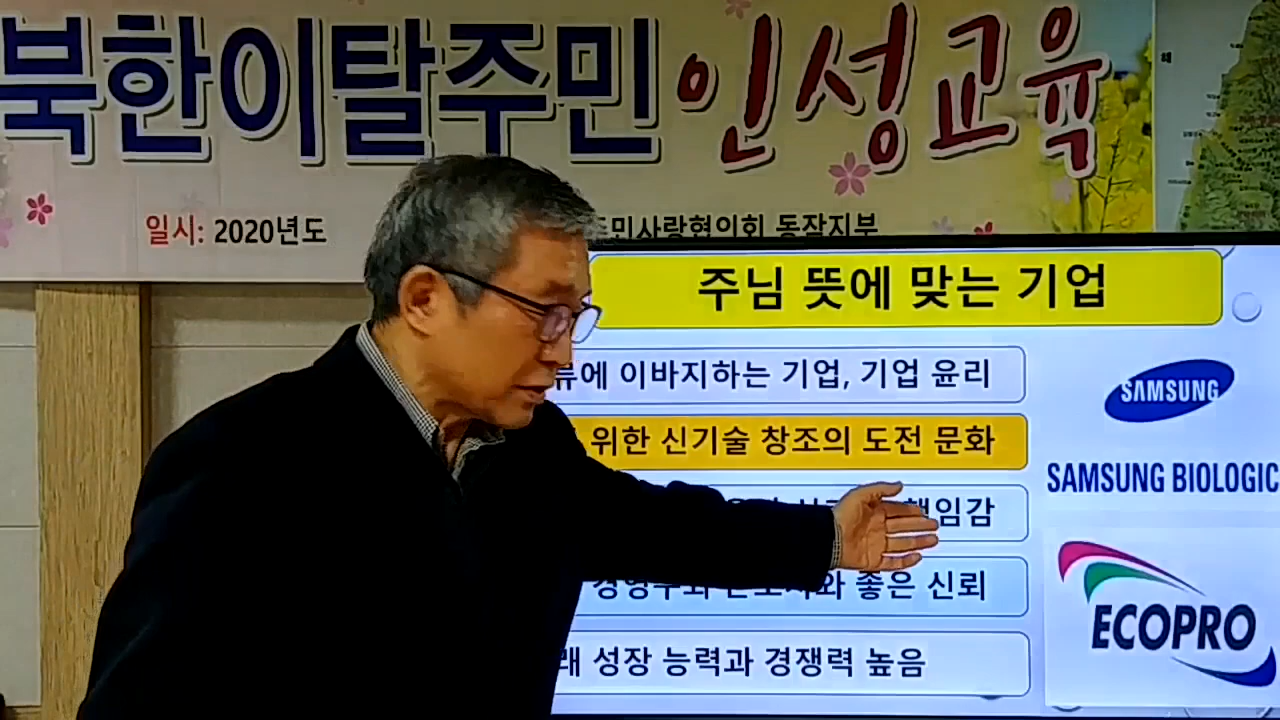 북한이탈주민 인성교육
일시: 2020년도
민사랑협의회 동작지부
주님 뜻에 맞는 기업
류에 이바지하는 기업, 기업 윤리
위한 신기술 창조의 도전 문화
책임감
좋은 신뢰
래 성장 능력과 경쟁력 높음
SAMSUNG
SAMSUNG BIOLOGIC
ECOPRO